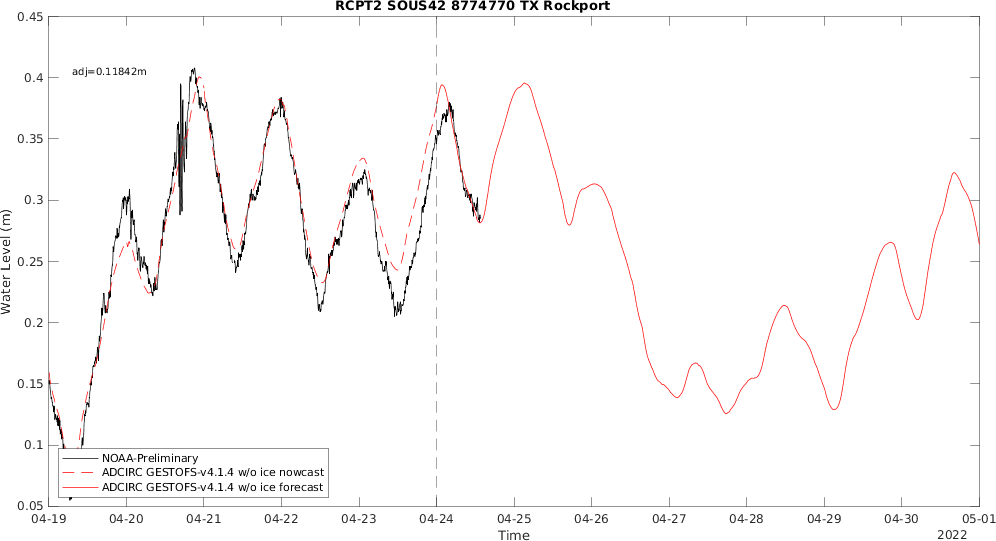 RCPT2 SOUS42 8774770 TX Rockport
0.45
0.4
0.35
0.3
0.25
0.2
0.15
0.1
0.05
Water Level (m)
adj=0.11842m
NOAA-Preliminary
ADCIRC GESTOFS-v4.1.4 w/o ice nowcast
ADCIRC GESTOFS-v4.1.4 w/o ice forecast
04-19 04-20 04-21 04-22 04-23 04-24 04-25 04-26 04-27 04-28 04-29 04-30 05-01
Time
2022